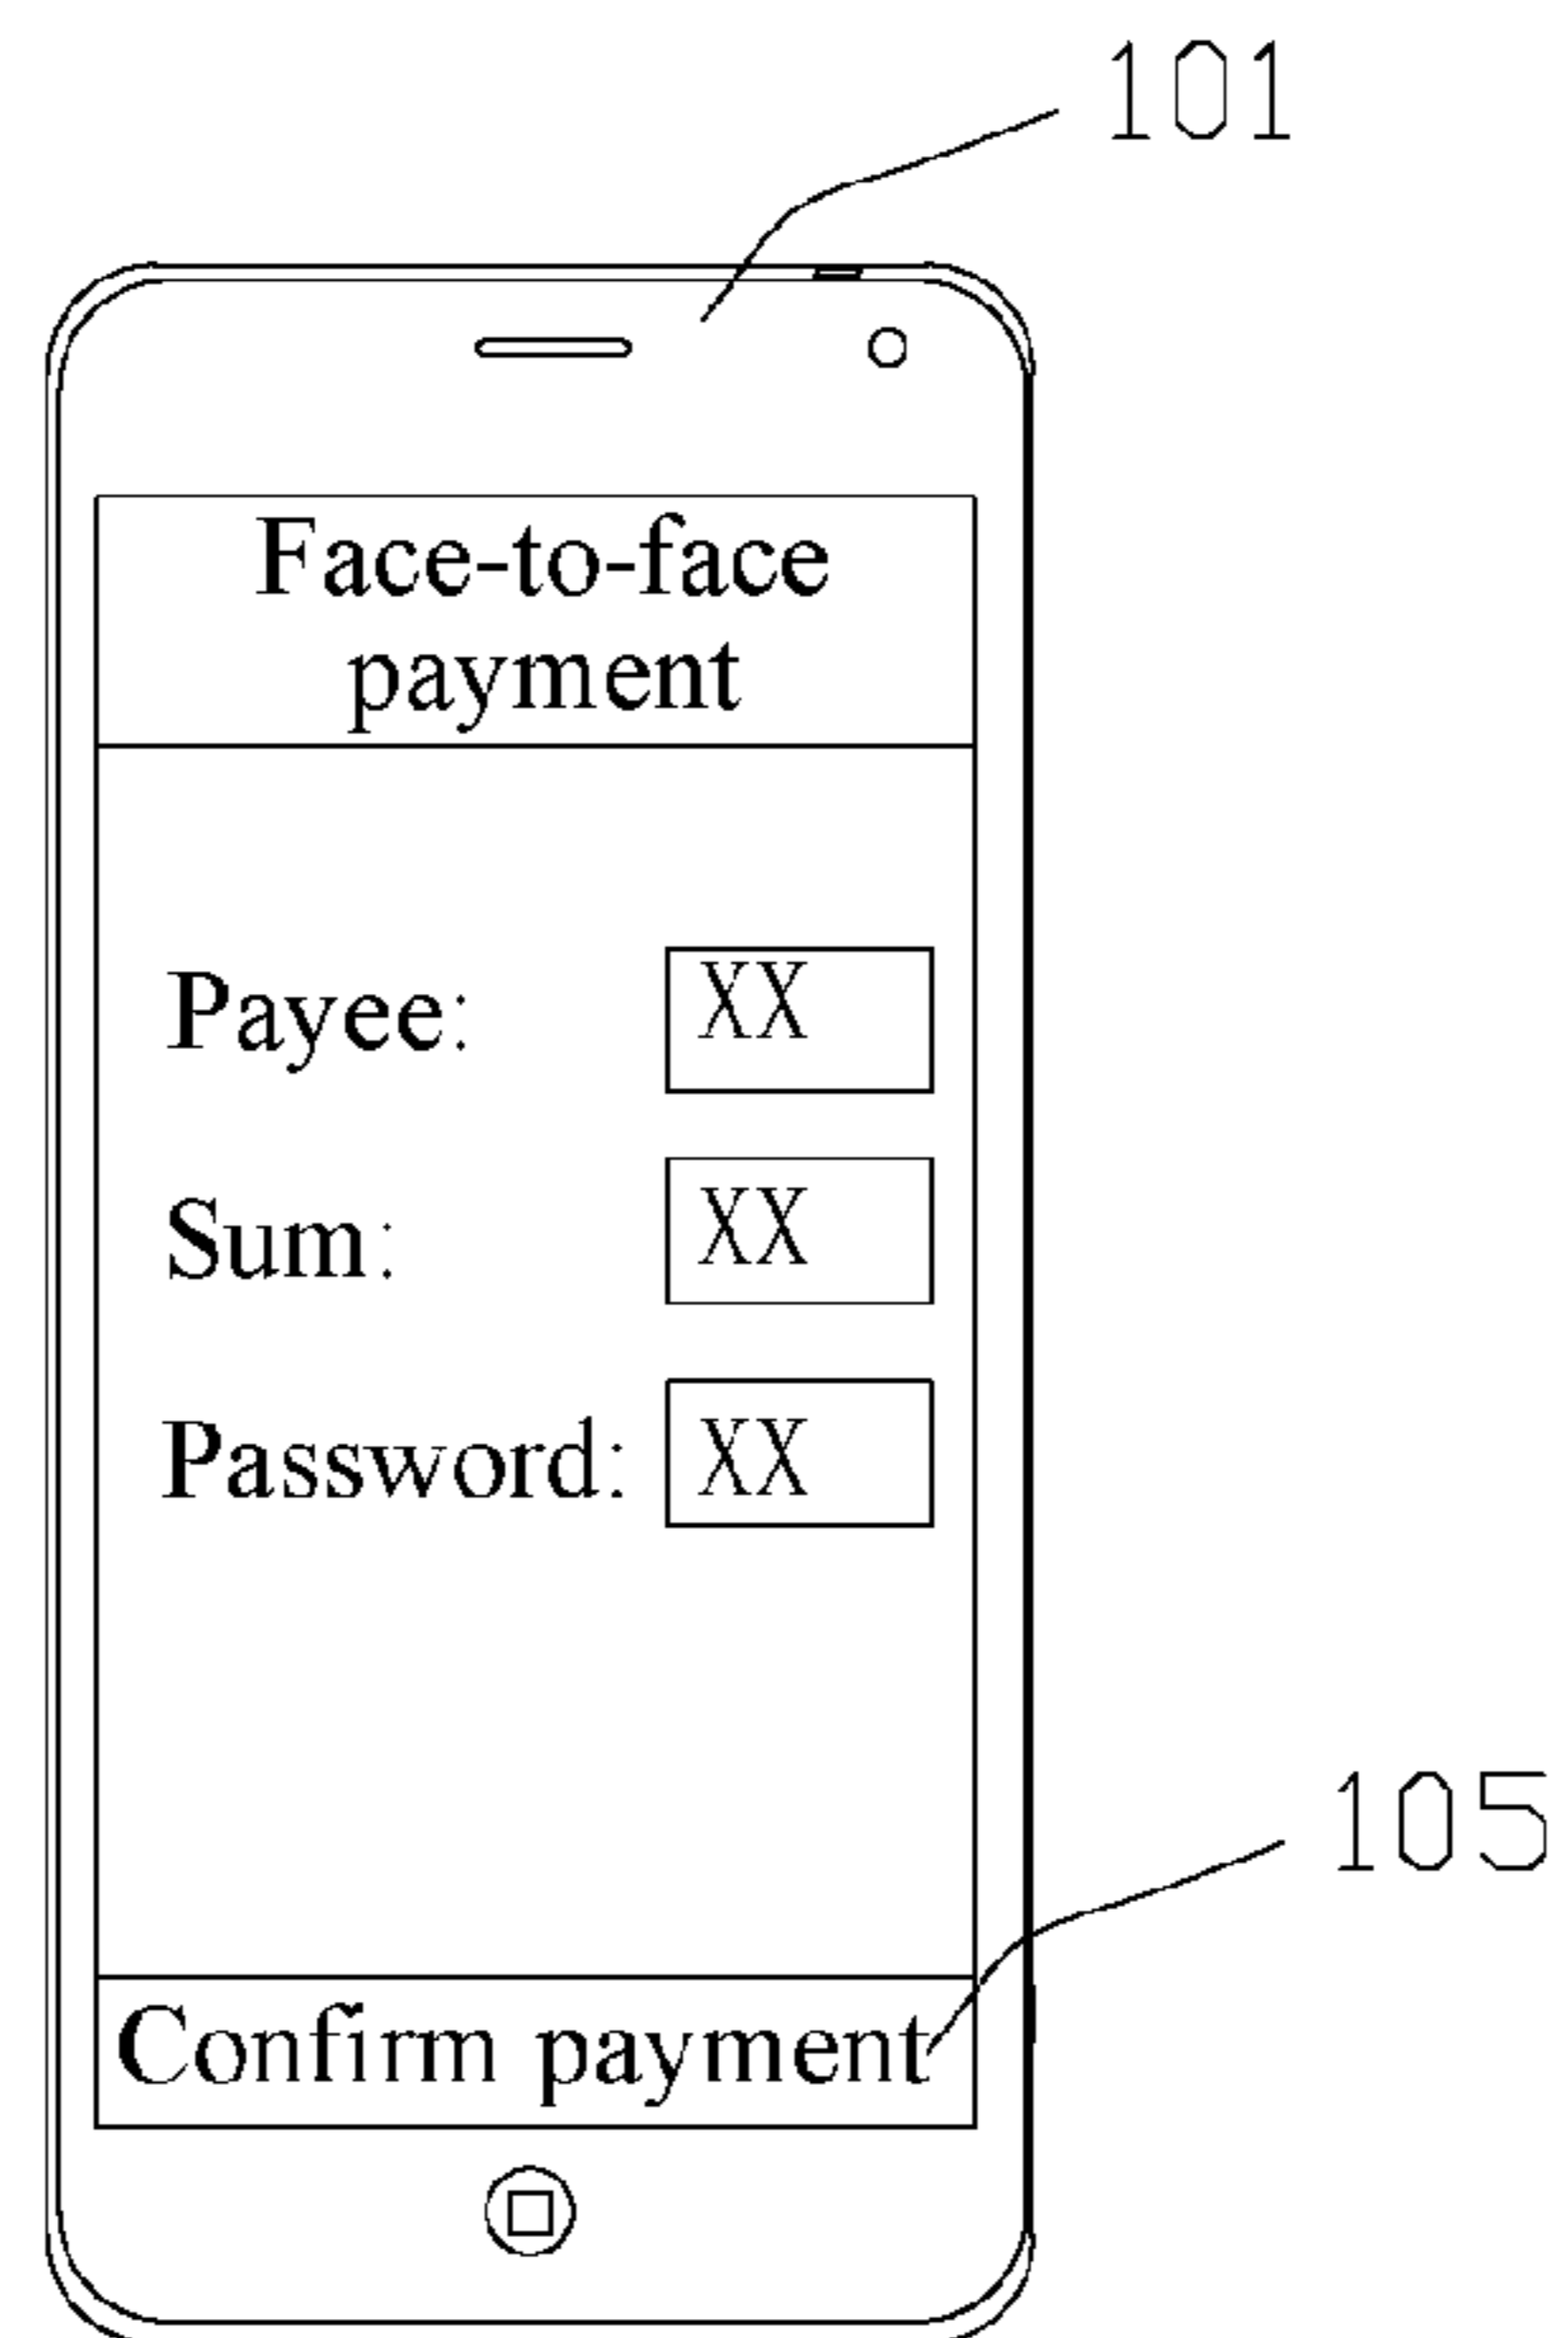 101
Face-to-face
payment
Payee: XX
Sum: XX
Password: XX
105
Confirm payment